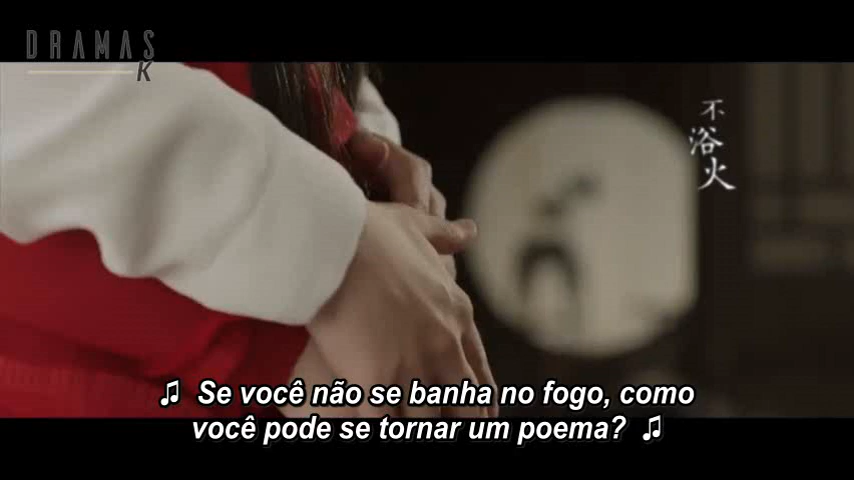 DRAMAS
K
不
浴
火
♫ Se você não se banha no fogo, como
você pode se tornar um poema? ♫